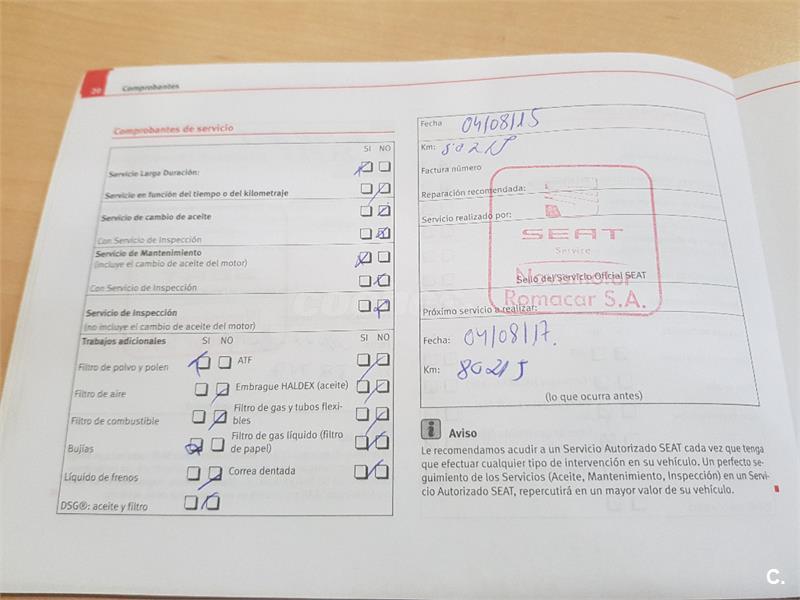 20 Comprobantes
Comprobantes de servicio
SI NO
Servicio Larga Duración:
Servicio en función del tiempo o del kilometraje
Servicio de cambio de aceite
Con Servicio de Inspección
Servicio de Mantenimiento
(incluye el cambio de aceite del motor)
Con Servicio de Inspección
Servicio de Inspección
(no incluye el cambio de aceite del motor)
Trabajos adicionales SI NO SI NO
Filtro de polvo y polen ATF
Filtro de aire Embrague HALDEX (aceite)
Filtro de combustible Filtro de gas y tubos flexi-
bles
Bujías Filtro de gas líquido (filtro
de papel)
Líquido de frenos Correa dentada
DSG®: aceite y filtro
Fecha 04/08/15
Km:
Factura número
Reparación recomendada:
Servicio realizado por:
SEAT
Service
Sello del Servicio Oficial SEAT
Romacar S.A.
Próximo servicio a realizar:
Fecha: 04/08/17.
Km: 80215
(lo que ocurra antes)
i Aviso
Le recomendamos acudir a un Servicio Autorizado SEAT cada vez que tenga
que efectuar cualquier tipo de intervención en su vehículo. Un perfecto se-
guimiento de los Servicios (Aceite, Mantenimiento, Inspección) en un Servi-
cio Autorizado SEAT, repercutirá en un mayor valor de su vehículo.
C.